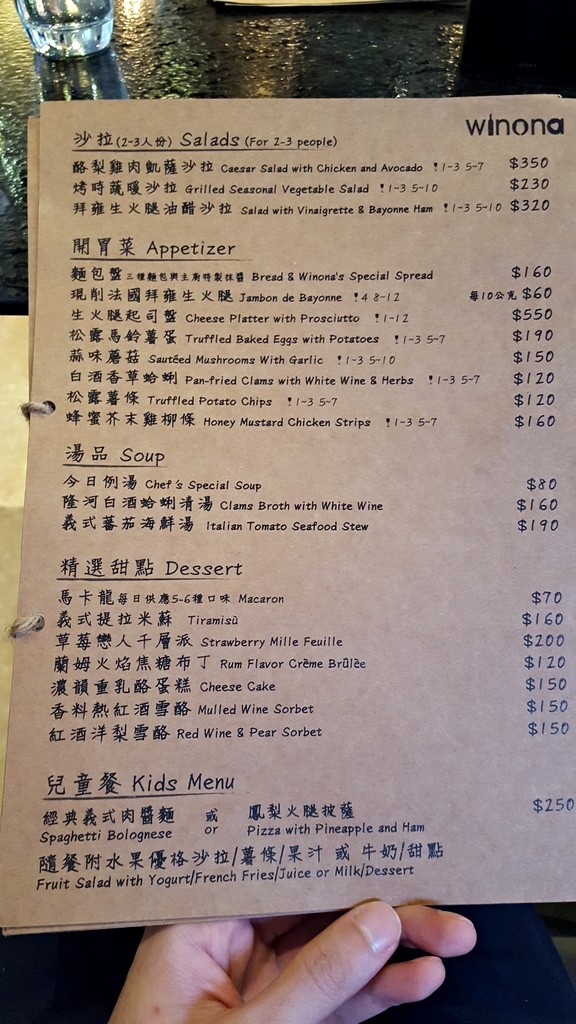 winona
沙拉(2-3人份) Salads (For 2-3 people)
酪梨雞肉凱薩沙拉 Caesar Salad with Chicken and Avocado 1-3 5-7 $350
烤時蔬暖沙拉 Grilled Seasonal Vegetable Salad 1-3 5-10 $230
拜雍生火腿油醋沙拉 Salad with Vinaigrette & Bayonne Ham 1-3 5-10 $320
開胃菜 Appetizer
麵包盤三種麵包與主廚特製抹醬 Bread & Winona's Special Spread $160
現削法國拜雍生火腿 Jambon de Bayonne 4 8-12 每10公克 $60
生火腿起司盤 Cheese Platter with Prosciutto 1-12 $550
松露馬鈴薯蛋 Truffled Baked Eggs with Potatoes 1-3 5-7 $190
蒜味蘑菇 Sautéed Mushrooms With Garlic 1-3 5-10 $150
白酒香草蛤蜊 Pan-fried Clams with White Wine & Herbs 1-3 5-7 $120
松露薯條 Truffled Potato Chips 1-3 5-7 $120
蜂蜜芥末雞柳條 Honey Mustard Chicken Strips 1-3 5-7 $160
湯品 Soup
今日例湯 Chef's Special Soup $80
隆河白酒蛤蜊清湯 Clams Broth with White Wine $160
義式蕃茄海鮮湯 Italian Tomato Seafood Stew $190
精選甜點 Dessert
馬卡龍每日供應5-6種口味 Macaron $70
義式提拉米蘇 Tiramisù $160
草莓戀人千層派 Strawberry Mille Feuille $200
蘭姆火焰焦糖布丁 Rum Flavor Crème Brûlèe $120
濃韻重乳酪蛋糕 Cheese Cake $150
香料熱紅酒雪酪 Mulled Wine Sorbet $150
紅酒洋梨雪酪 Red Wine & Pear Sorbet $150
兒童餐 Kids Menu
經典義式肉醬麵 或 鳳梨火腿披薩 $250
Spaghetti Bolognese or Pizza with Pineapple and Ham
隨餐附水果優格沙拉/薯條/果汁 或 牛奶/甜點
Fruit Salad with Yogurt/French Fries/Juice or Milk/Dessert